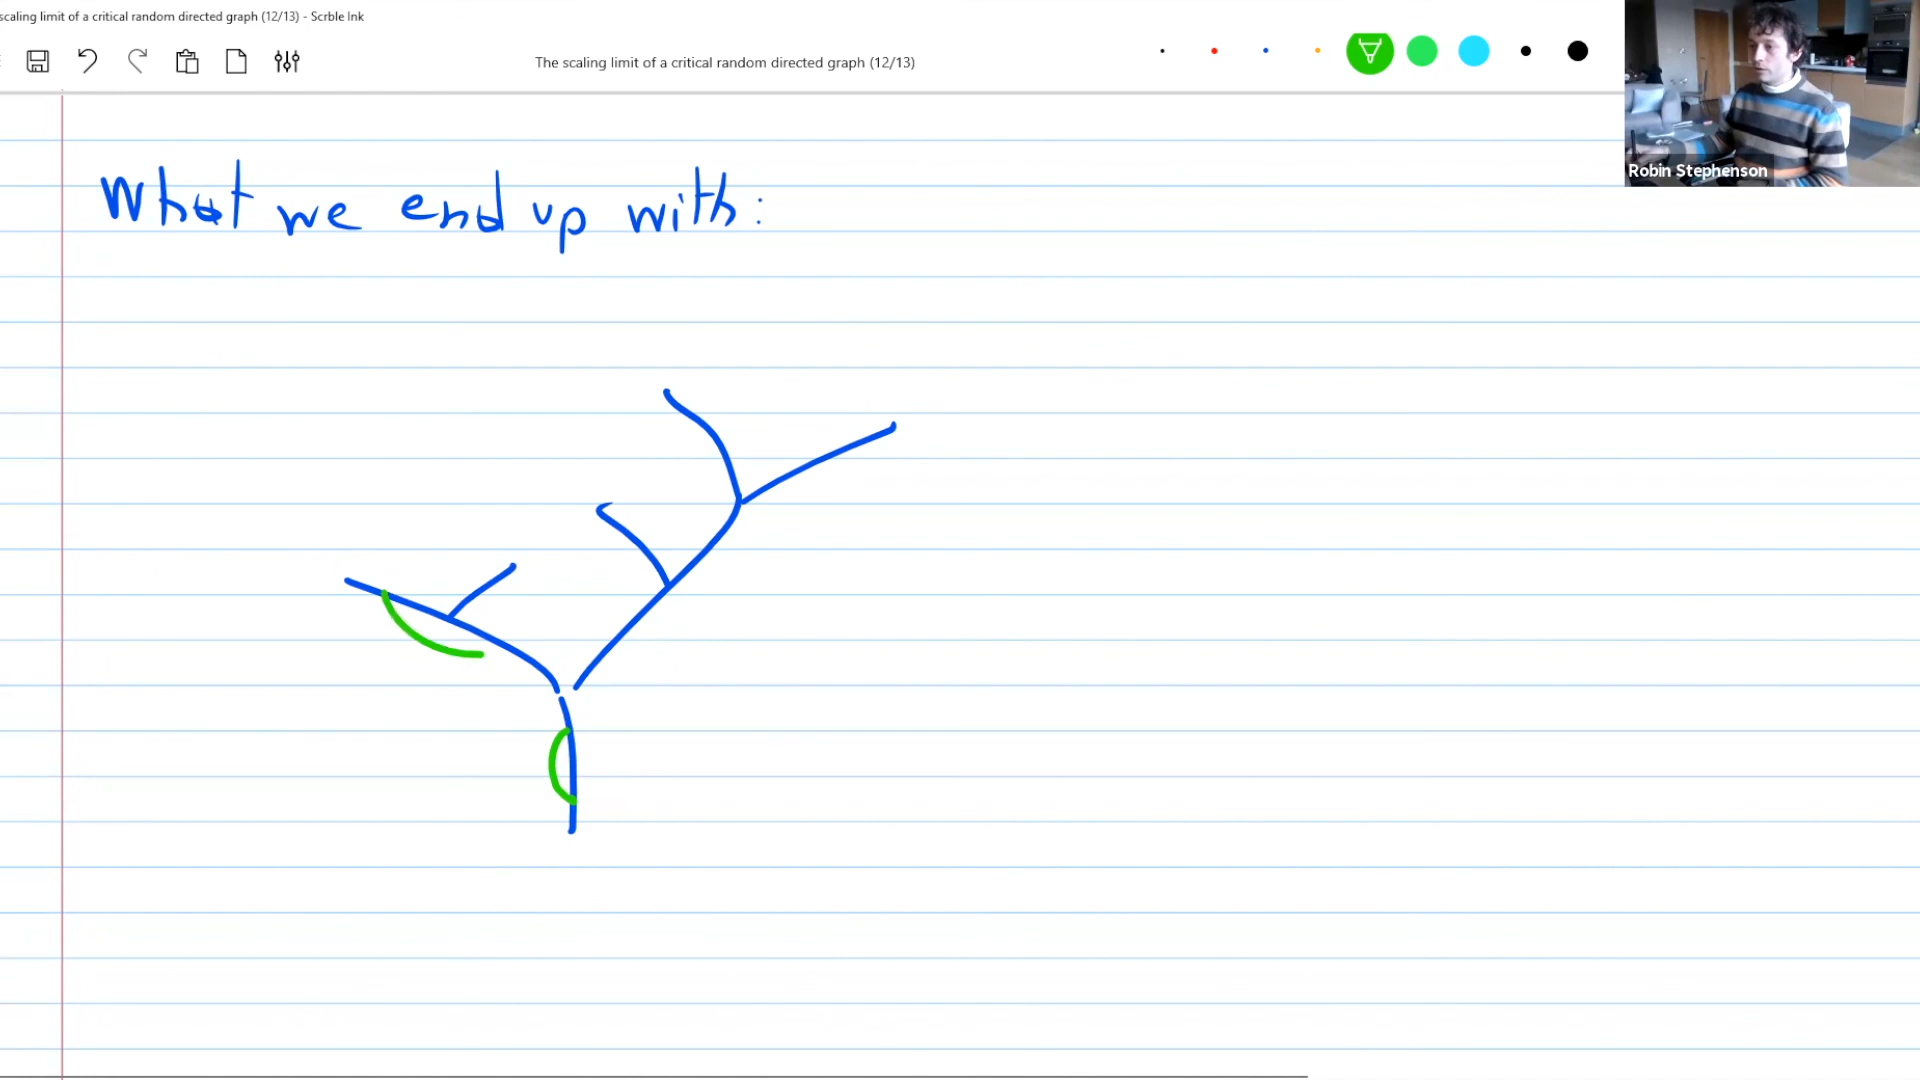 scaling limit of a critical random directed graph (12/13) - Scrble Ink
The scaling limit of a critical random directed graph (12/13)
Robin Stephenson
What we end up with: